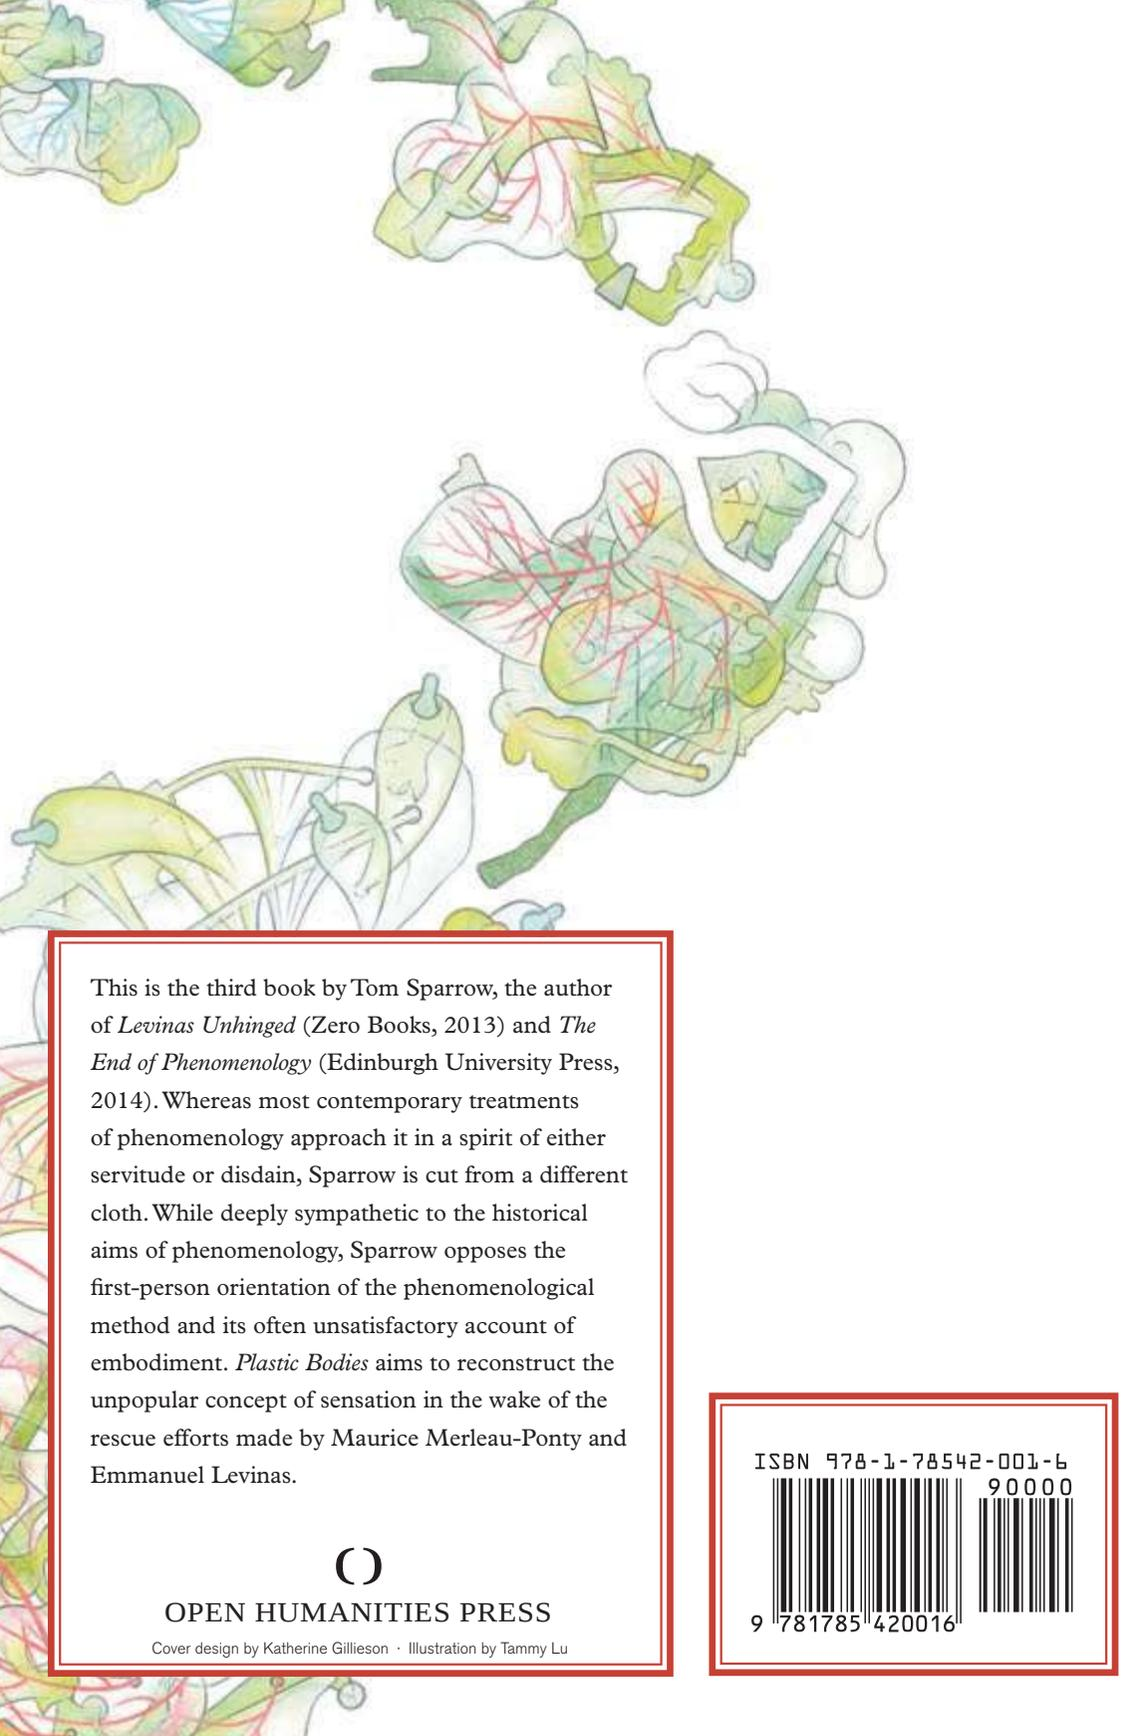 This is the third book by Tom Sparrow, the author
of Levinas Unhinged (Zero Books, 2013) and The
End of Phenomenology (Edinburgh University Press,
2014). Whereas most contemporary treatments
of phenomenology approach it in a spirit of either
servitude or disdain, Sparrow is cut from a different
cloth. While deeply sympathetic to the historical
aims of phenomenology, Sparrow opposes the
first-person orientation of the phenomenological
method and its often unsatisfactory account of
embodiment. Plastic Bodies aims to reconstruct the
unpopular concept of sensation in the wake of the
rescue efforts made by Maurice Merleau-Ponty and
Emmanuel Levinas.
OPEN HUMANITIES PRESS
Cover design by Katherine Gillieson · Illustration by Tammy Lu
ISBN 978-1-78542-001-6
90000
9 781785 420016